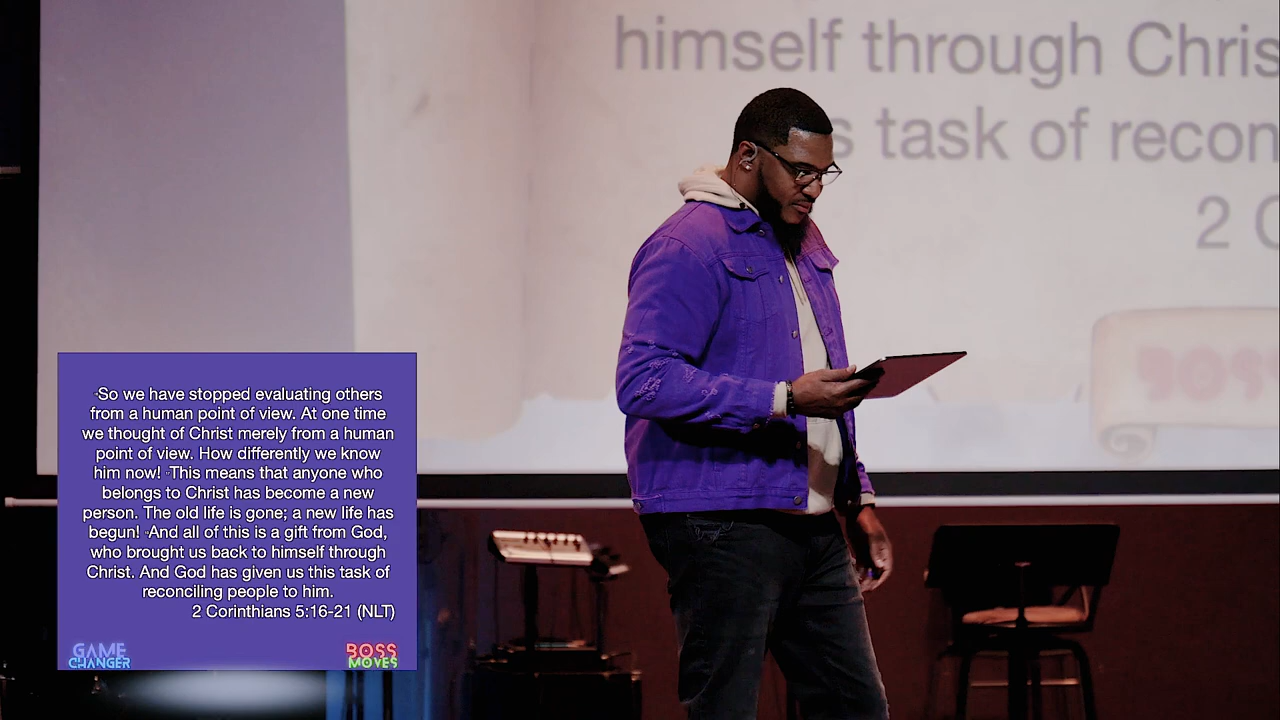 himself through Chris
s task of recon
2 C
BOSS
So we have stopped evaluating others
from a human point of view. At one time
we thought of Christ merely from a human
point of view. How differently we know
him now! This means that anyone who
belongs to Christ has become a new
person. The old life is gone; a new life has
begun! And all of this is a gift from God,
who brought us back to himself through
Christ. And God has given us this task of
reconciling people to him.
2 Corinthians 5:16-21 (NLT)
GAME
CHANGER
BOSS
MOVES